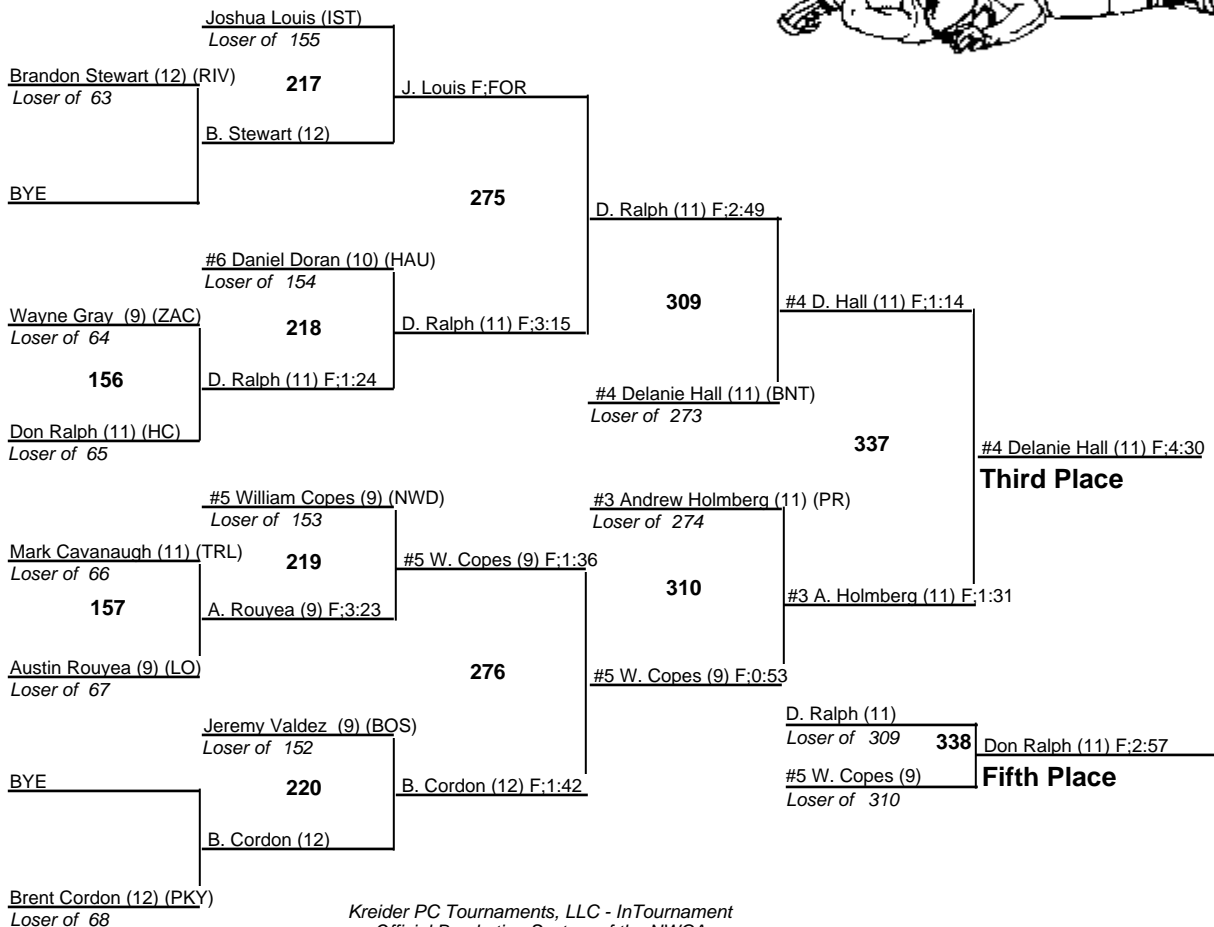 Joshua Louis (IST)
Loser of 155
Brandon Stewart (12) (RIV)
Loser of 63
217
J. Louis F;FOR
B. Stewart (12)
BYE
275
D. Ralph (11) F;2:49
#6 Daniel Doran (10) (HAU)
Loser of 154
Wayne Gray (9) (ZAC)
Loser of 64
218
D. Ralph (11) F;3:15
309
#4 D. Hall (11) F;1:14
156
D. Ralph (11) F;1:24
#4 Delanie Hall (11) (BNT)
Loser of 273
Don Ralph (11) (HC)
Loser of 65
337
#4 Delanie Hall (11) F;4:30
Third Place
#5 William Copes (9) (NWD)
Loser of 153
#3 Andrew Holmberg (11) (PR)
Loser of 274
Mark Cavanaugh (11) (TRL)
Loser of 66
219
#5 W. Copes (9) F;1:36
310
157
A. Rouyea (9) F;3:23
#3 A. Holmberg (11) F;1:31
Austin Rouyea (9) (LO)
Loser of 67
276
#5 W. Copes (9) F;0:53
Jeremy Valdez (9) (BOS)
Loser of 152
D. Ralph (11)
Loser of 309
338
Don Ralph (11) F;2:57
Fifth Place
#5 W. Copes (9)
Loser of 310
BYE
220
B. Cordon (12) F;1:42
B. Cordon (12)
Brent Cordon (12) (PKY)
Loser of 68
Kreider PC Tournaments, LLC - InTournament